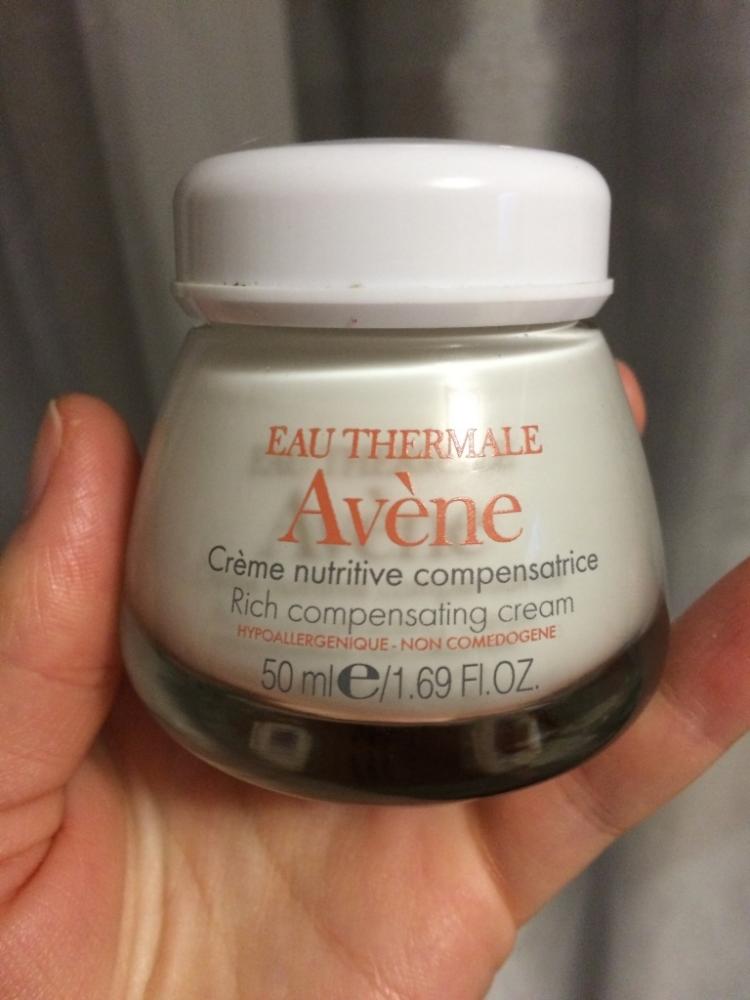 EAU THERMALE
Avène
Crème nutritive compensatrice
Rich compensating cream
HYPOALLERGENIQUE - NON COMEDOGENE
50 ml℮/1.69 Fl.OZ.